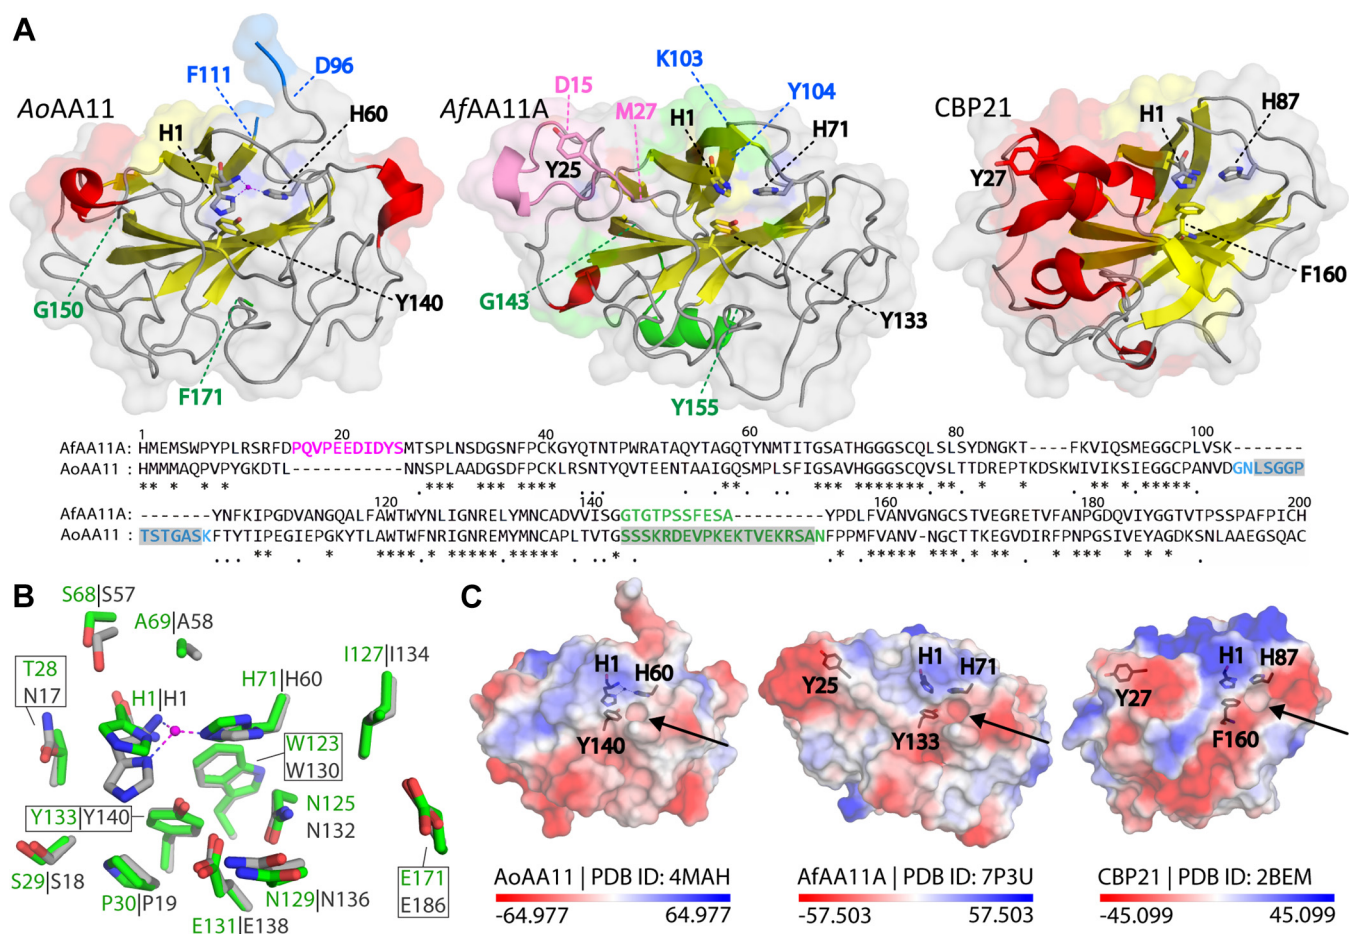 A
AoAA11
F111
D96
H1
H60
G150
F171
Y140
AfAA11A
D15
M27
K103
Y104
H1
H71
Y25
G143
Y155
Y133
CBP21
H1
H87
Y27
F160
1 20 40 60 80 100
AfAA11A : HMEMSWPYPLRSRFDPQVPEEDIDYSMTSPLNSDGSNFPCKGYQTNTPWRATAQYTAGQTYNMTITGSATHGGGSCQLSLSYDNGKT----FKVIQSMEGGCPLVSK-------
AoAA11 : HMMMAQPVPYGKDTL-----------NNSPLAADGSDFPCKLRSNTYQVTEENTAAIGQSMPLSFIGSAVHGGGSCQVSLTTDREPTKDSKWIVIKSIEGGCPANVDGNLSGGP
120 140 160 180 200
AfAA11A: -------YNFKIPGDVANGQALFAWTWYNLIGNRELYMNCADVVISGGTGTPSSFESA---------YPDLFVANVGNGCSTVEGRETVFANPGDQVIYGGTVTPSSPAFPICH
AoAA11 : TSTGASKFTYTIPEGIEPGKYTLAWTWFNRIGNREMYMNCAPLTVTGSSSKRDEVPKEKTVEKRSANFPPMFVANV-NGCTTKEGVDIRFPNPGSIVEYAGDKSNLAAEGSQAC
B
S68|S57
A69|A58
T28
N17
H1|H1
H71|H60
I127|I134
W123
W130
Y133|Y140
N125
N132
S29|S18
P30|P19
E131|E138
N129|N136
E171
E186
C
H1
H60
Y140
Y25
H1
H71
Y133
Y27
H1
H87
F160
AoAA11 | PDB ID: 4MAH
-64.977 64.977
AfAA11A | PDB ID: 7P3U
-57.503 57.503
CBP21 | PDB ID: 2BEM
-45.099 45.099